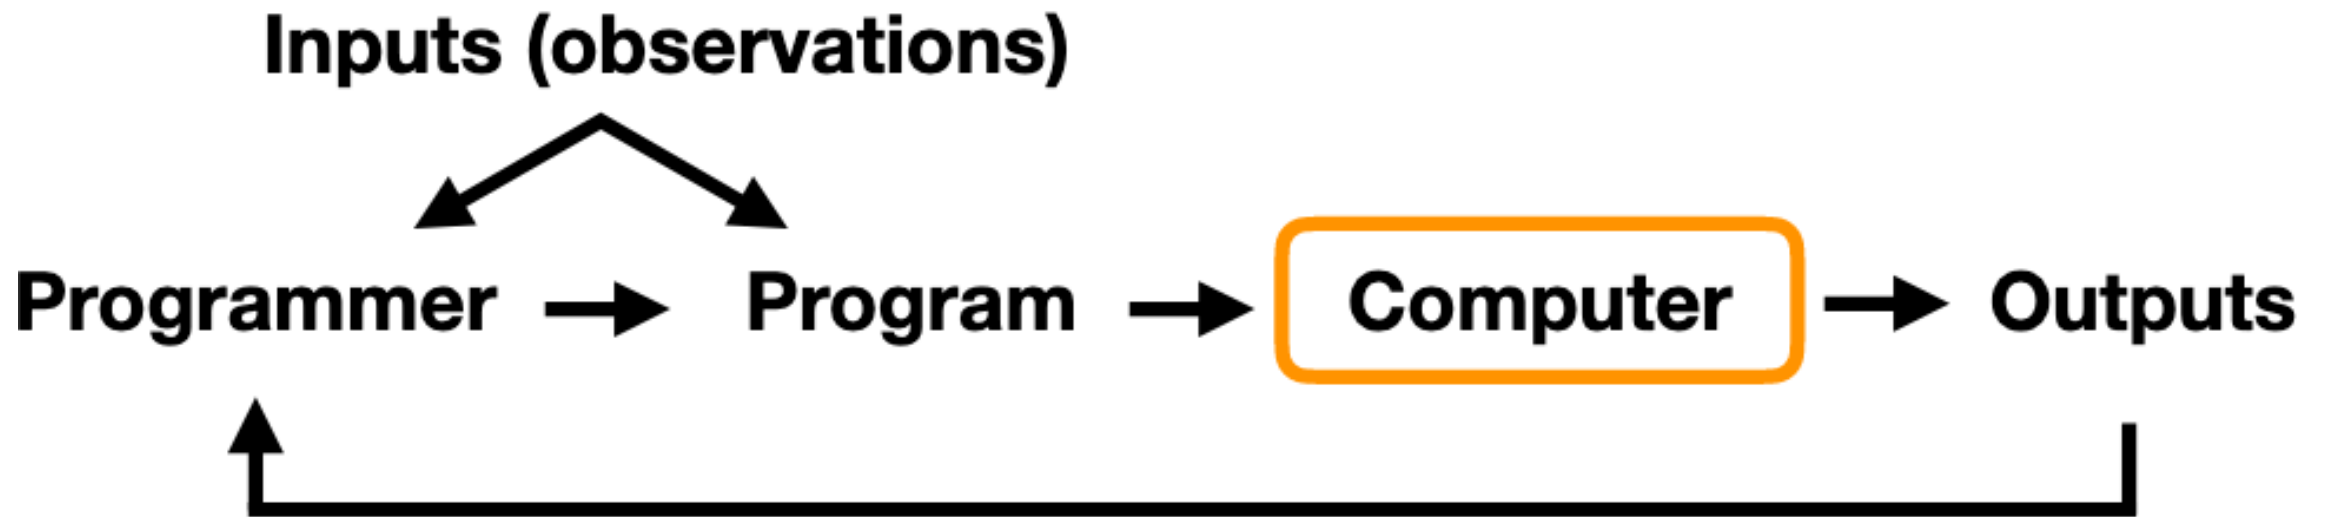 Inputs (observations)
Programmer
Program
Computer
Outputs